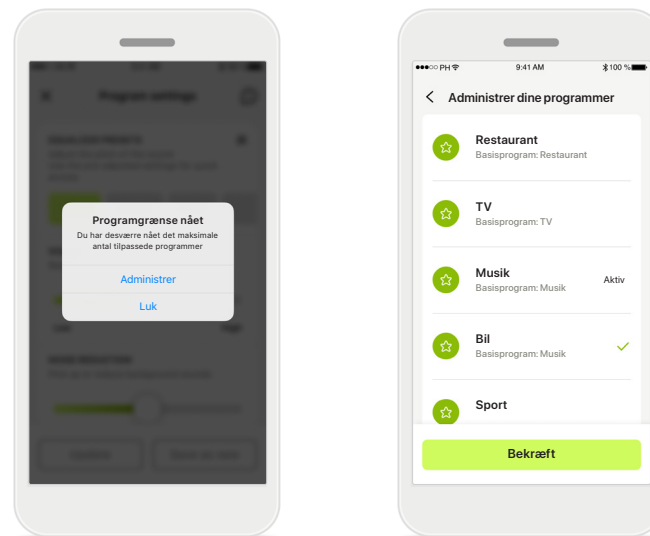 Program settings
Programgrænse nået
Du har desværre nået det maksimale
antal tilpassede programmer
Administrer
Luk
PH
9:41 AM
100 %
Administrer dine programmer
Restaurant
Basisprogram: Restaurant
TV
Basisprogram: TV
Musik
Basisprogram: Musik
Aktiv
Bil
Basisprogram: Musik
Sport
Bekræft